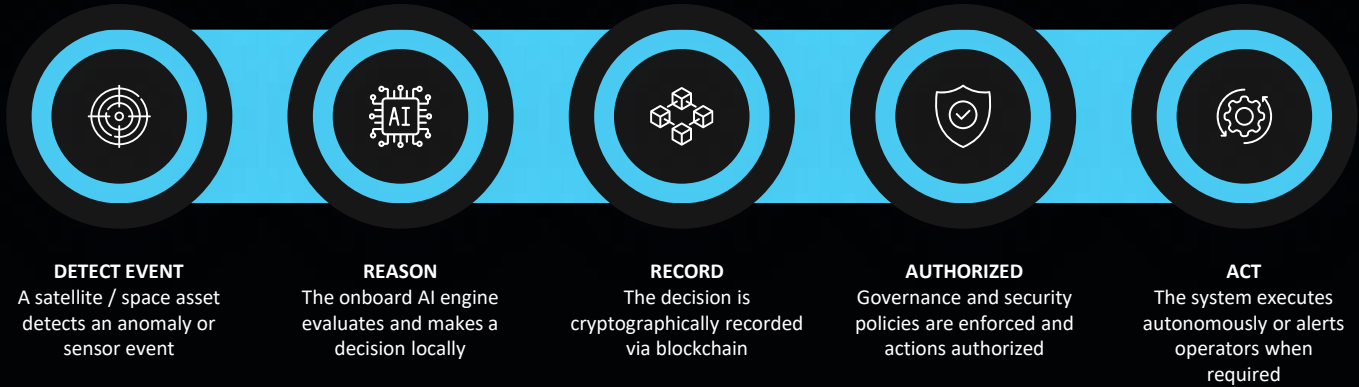 AI
DETECT EVENT
A satellite / space asset
detects an anomaly or
sensor event
REASON
The onboard AI engine
evaluates and makes a
decision locally
RECORD
The decision is
cryptographically recorded
via blockchain
AUTHORIZED
Governance and security
policies are enforced and
actions authorized
ACT
The system executes
autonomously or alerts
operators when
required